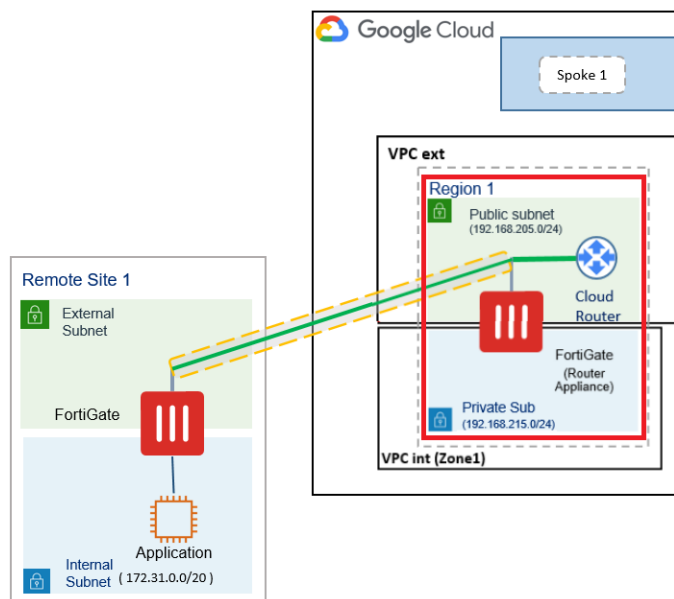 Google Cloud
Spoke 1
VPC ext
Region 1
Public subnet
(192.168.205.0/24)
Cloud
Router
FortiGate
(Router
Appliance)
Private Sub
(192.168.215.0/24)
VPC int (Zone1)
Remote Site 1
External
Subnet
FortiGate
Application
Internal
Subnet
( 172.31.0.0/20 )